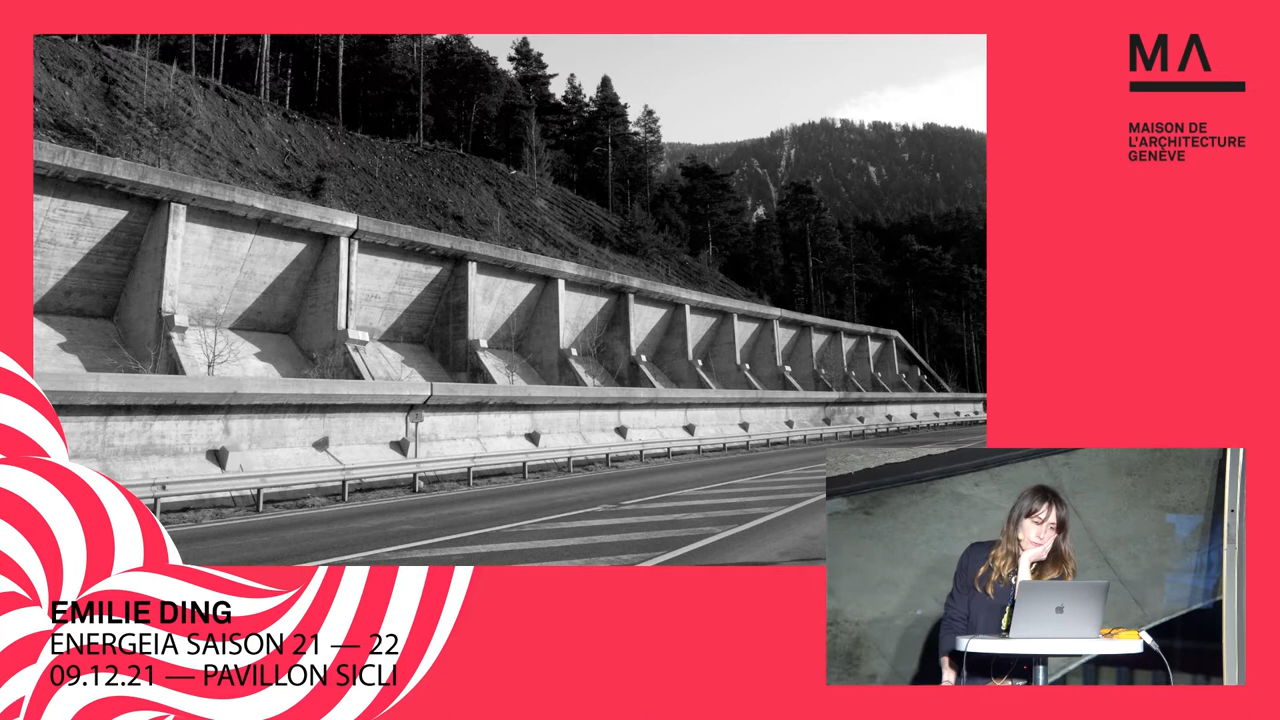 MA
MAISON DE
L'ARCHITECTURE
GENÈVE
EMILIE DING
ENERGEIA SAISON 21 — 22
09.12.21 — PAVILLON SICLI